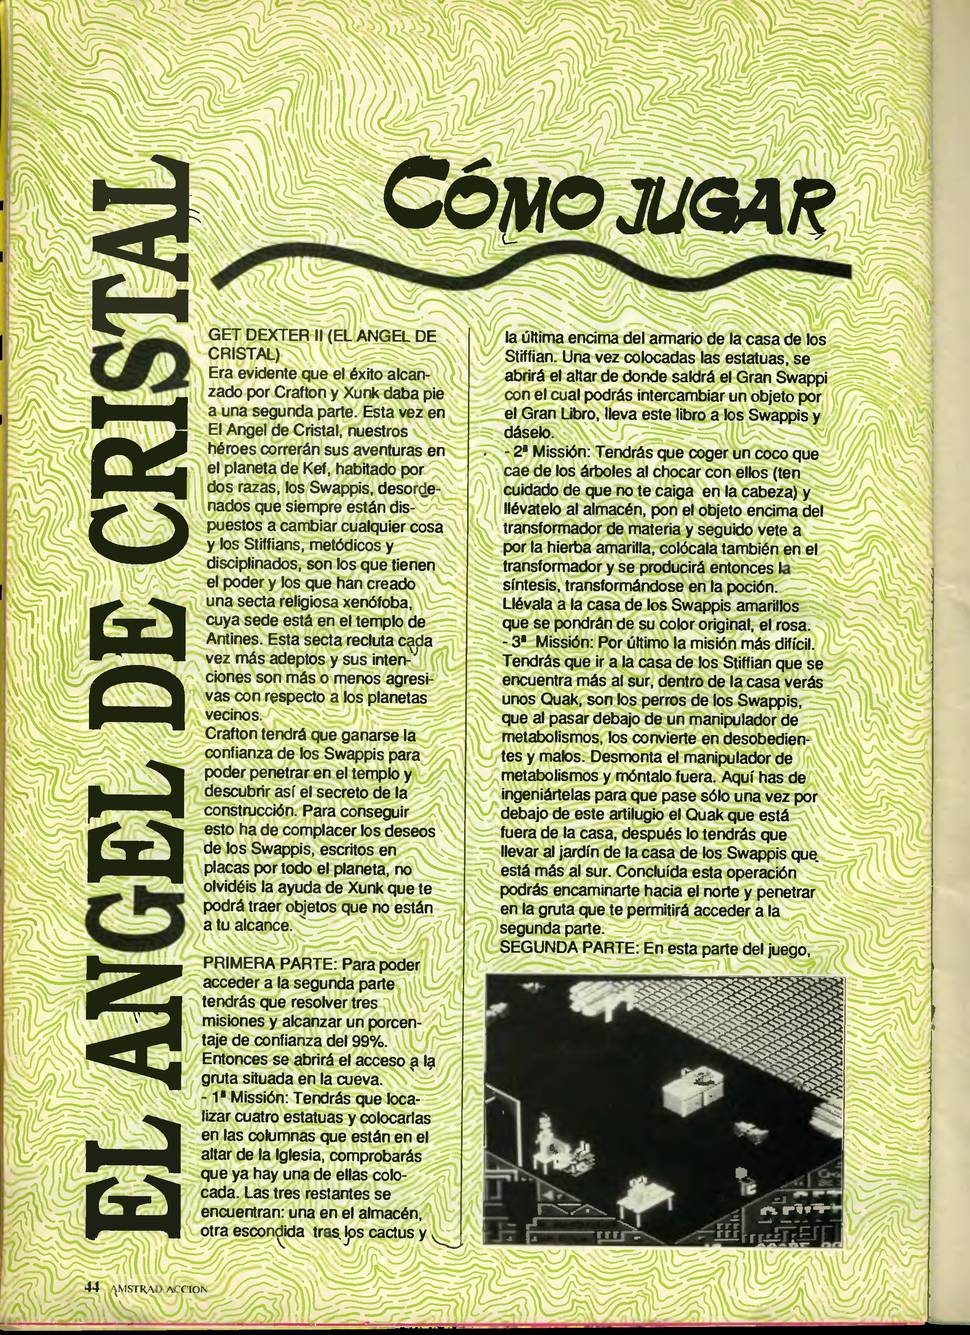 EL ANGEL DE CRISTAL
CÓMO JUGAR
GET DEXTER II (EL ANGEL DE
CRISTAL)
Era evidente que el éxito alcan-
zado por Crafton y Xunk daba pie
a una segunda parte. Esta vez en
El Angel de Cristal, nuestros
héroes correrán sus aventuras en
el planeta de Kef, habitado por
dos razas, los Swappis, desorde-
nados que siempre están dis-
puestos a cambiar cualquier cosa
y los Stiffians, metódicos y
disciplinados, son los que tienen
el poder y los que han creado
una secta religiosa xenófoba,
cuya sede está en el templo de
Antines. Esta secta recluta cada
vez más adeptos y sus inten-
ciones son más o menos agresi-
vas con respecto a los planetas
vecinos.
Crafton tendrá que ganarse la
confianza de los Swappis para
poder penetrar en el templo y
descubrir así el secreto de la
construcción. Para conseguir
esto ha de complacer los deseos
de los Swappis, escritos en
placas por todo el planeta, no
olvidéis la ayuda de Xunk que te
podrá traer objetos que no están
a tu alcance.
PRIMERA PARTE: Para poder
acceder a la segunda parte
tendrás que resolver tres
misiones y alcanzar un porcen-
taje de confianza del 99%.
Entonces se abrirá el acceso a la
gruta situada en la cueva.
- 1ª Missión: Tendrás que loca-
lizar cuatro estatuas y colocarlas
en las columnas que están en el
altar de la Iglesia, comprobarás
que ya hay una de ellas colo-
cada. Las tres restantes se
encuentran: una en el almacén,
otra escondida tras los cactus y
la última encima del armario de la casa de los
Stiffian. Una vez colocadas las estatuas, se
abrirá el altar de donde saldrá el Gran Swappi
con el cual podrás intercambiar un objeto por
el Gran Libro, lleva este libro a los Swappis y
dáselo.
- 2ª Missión: Tendrás que coger un coco que
cae de los árboles al chocar con ellos (ten
cuidado de que no te caiga en la cabeza) y
llévatelo al almacén, pon el objeto encima del
transformador de materia y seguido vete a
por la hierba amarilla, colócala también en el
transformador y se producirá entonces la
síntesis, transformándose en la poción.
Llévala a la casa de los Swappis amarillos
que se pondrán de su color original, el rosa.
- 3ª Missión: Por último la misión más difícil.
Tendrás que ir a la casa de los Stiffian que se
encuentra más al sur, dentro de la casa verás
unos Quak, son los perros de los Swappis,
que al pasar debajo de un manipulador de
metabolismos, los convierte en desobedien-
tes y malos. Desmonta el manipulador de
metabolismos y móntalo fuera. Aquí has de
ingeniártelas para que pase sólo una vez por
debajo de este artilugio el Quak que está
fuera de la casa, después lo tendrás que
llevar al jardín de la casa de los Swappis que
está más al sur. Concluída esta operación
podrás encaminarte hacia el norte y penetrar
en la gruta que te permitirá acceder a la
segunda parte.
SEGUNDA PARTE: En esta parte del juego,
44 AMSTRAD ACCION